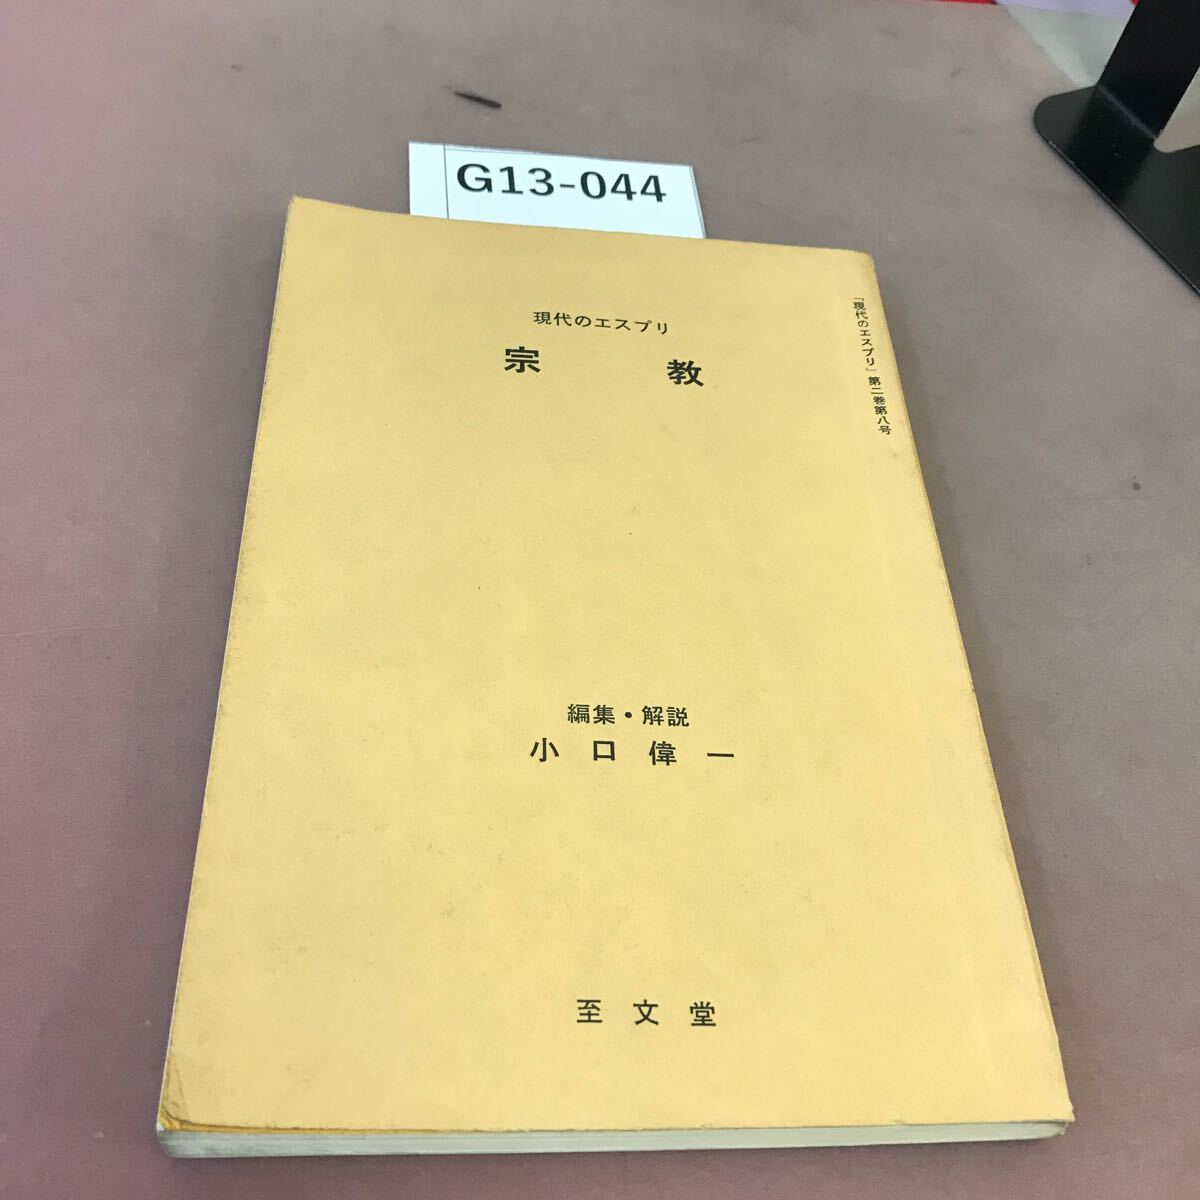 G13-044
現代のエスプリ
宗教
『現代のエスプリ』第二巻第八号
編集・解説
小口偉一
至文堂